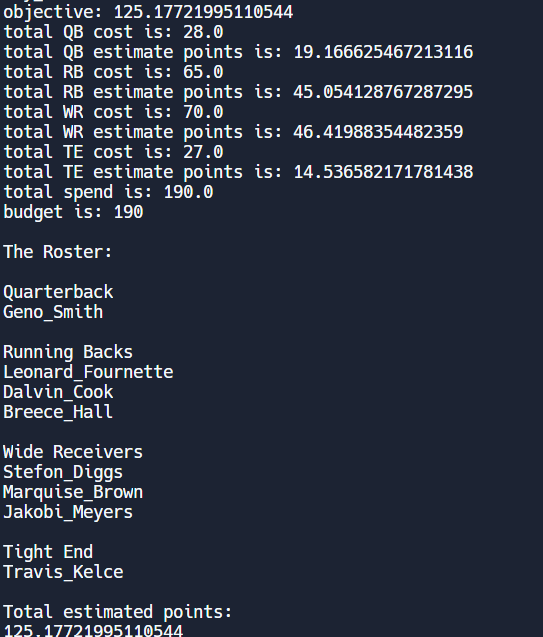 objective: 125.17721995110544
total QB cost is: 28.0
total QB estimate points is: 19.166625467213116
total RB cost is: 65.0
total RB estimate points is: 45.054128767287295
total WR cost is: 70.0
total WR estimate points is: 46.41988354482359
total TE cost is: 27.0
total TE estimate points is: 14.536582171781438
total spend is: 190.0
budget is: 190
The Roster:
Quarterback
Geno_Smith
Running Backs
Leonard_Fournette
Dalvin_Cook
Breece_Hall
Wide Receivers
Stefon_Diggs
Marquise_Brown
Jakobi_Meyers
Tight End
Travis_Kelce
Total estimated points:
125.17721995110544